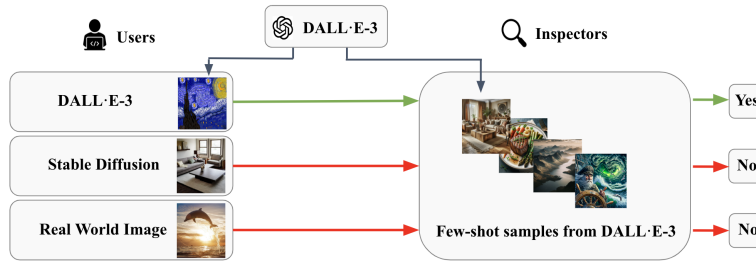 DALL·E-3
Users
Inspectors
DALL·E-3
Yes
Stable Diffusion
No
Real World Image
Few-shot samples from DALL·E-3
No